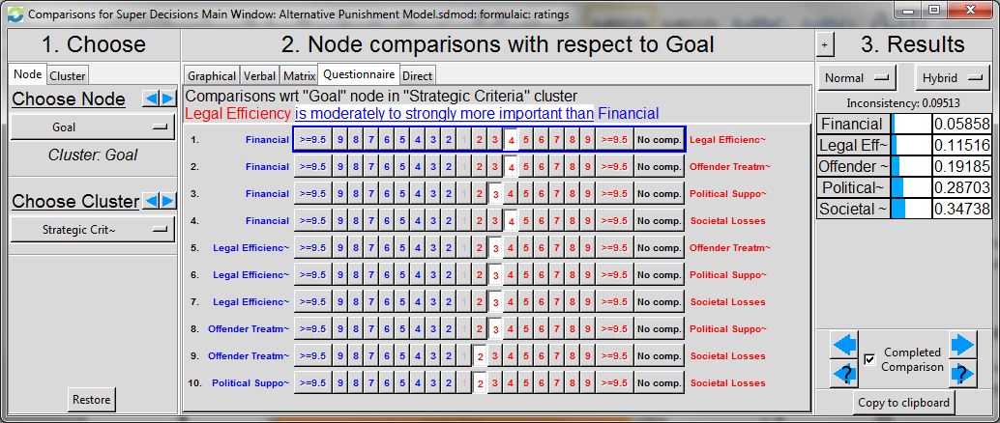 Comparisons for Super Decisions Main Window: Alternative Punishment Model.sdmod: formulaic: ratings
1. Choose
Node Cluster
Choose Node
Goal
Cluster: Goal
Choose Cluster
Strategic Crit~
Restore
2. Node comparisons with respect to Goal
Graphical Verbal Matrix Questionnaire Direct
Comparisons wrt "Goal" node in "Strategic Criteria" cluster
Legal Efficiency is moderately to strongly more important than Financial
1. Financial >=9.5 9 8 7 6 5 4 3 2 1 2 3 4 5 6 7 8 9 >=9.5 No comp. Legal Efficienc~
2. Financial >=9.5 9 8 7 6 5 4 3 2 1 2 3 4 5 6 7 8 9 >=9.5 No comp. Offender Treatm~
3. Financial >=9.5 9 8 7 6 5 4 3 2 1 2 3 4 5 6 7 8 9 >=9.5 No comp. Political Suppo~
4. Financial >=9.5 9 8 7 6 5 4 3 2 1 2 3 4 5 6 7 8 9 >=9.5 No comp. Societal Losses
5. Legal Efficienc~ >=9.5 9 8 7 6 5 4 3 2 1 2 3 4 5 6 7 8 9 >=9.5 No comp. Offender Treatm~
6. Legal Efficienc~ >=9.5 9 8 7 6 5 4 3 2 1 2 3 4 5 6 7 8 9 >=9.5 No comp. Political Suppo~
7. Legal Efficienc~ >=9.5 9 8 7 6 5 4 3 2 1 2 3 4 5 6 7 8 9 >=9.5 No comp. Societal Losses
8. Offender Treatm~ >=9.5 9 8 7 6 5 4 3 2 1 2 3 4 5 6 7 8 9 >=9.5 No comp. Political Suppo~
9. Offender Treatm~ >=9.5 9 8 7 6 5 4 3 2 1 2 3 4 5 6 7 8 9 >=9.5 No comp. Societal Losses
10. Political Suppo~ >=9.5 9 8 7 6 5 4 3 2 1 2 3 4 5 6 7 8 9 >=9.5 No comp. Societal Losses
+ 3. Results
Normal Hybrid
Inconsistency: 0.09513
Financial 0.05858
Legal Eff~ 0.11516
Offender ~ 0.19185
Political~ 0.28703
Societal ~ 0.34738
Completed
Comparison
? ?
Copy to clipboard